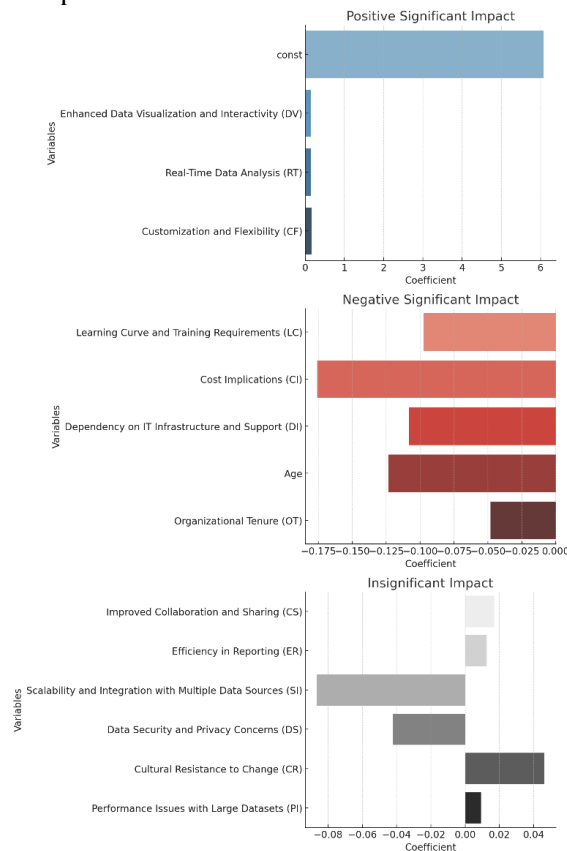 Positive Significant Impact
const
Enhanced Data Visualization and Interactivity (DV)
Real-Time Data Analysis (RT)
Customization and Flexibility (CF)
Variables
0 1 2 3 4 5 6
Coefficient
Negative Significant Impact
Learning Curve and Training Requirements (LC)
Cost Implications (CI)
Dependency on IT Infrastructure and Support (DI)
Age
Organizational Tenure (OT)
Variables
−0.175−0.150−0.125−0.100−0.075−0.050−0.025 0.000
Coefficient
Insignificant Impact
Improved Collaboration and Sharing (CS)
Efficiency in Reporting (ER)
Scalability and Integration with Multiple Data Sources (SI)
Data Security and Privacy Concerns (DS)
Cultural Resistance to Change (CR)
Performance Issues with Large Datasets (PI)
Variables
−0.08 −0.06 −0.04 −0.02 0.00 0.02 0.04
Coefficient